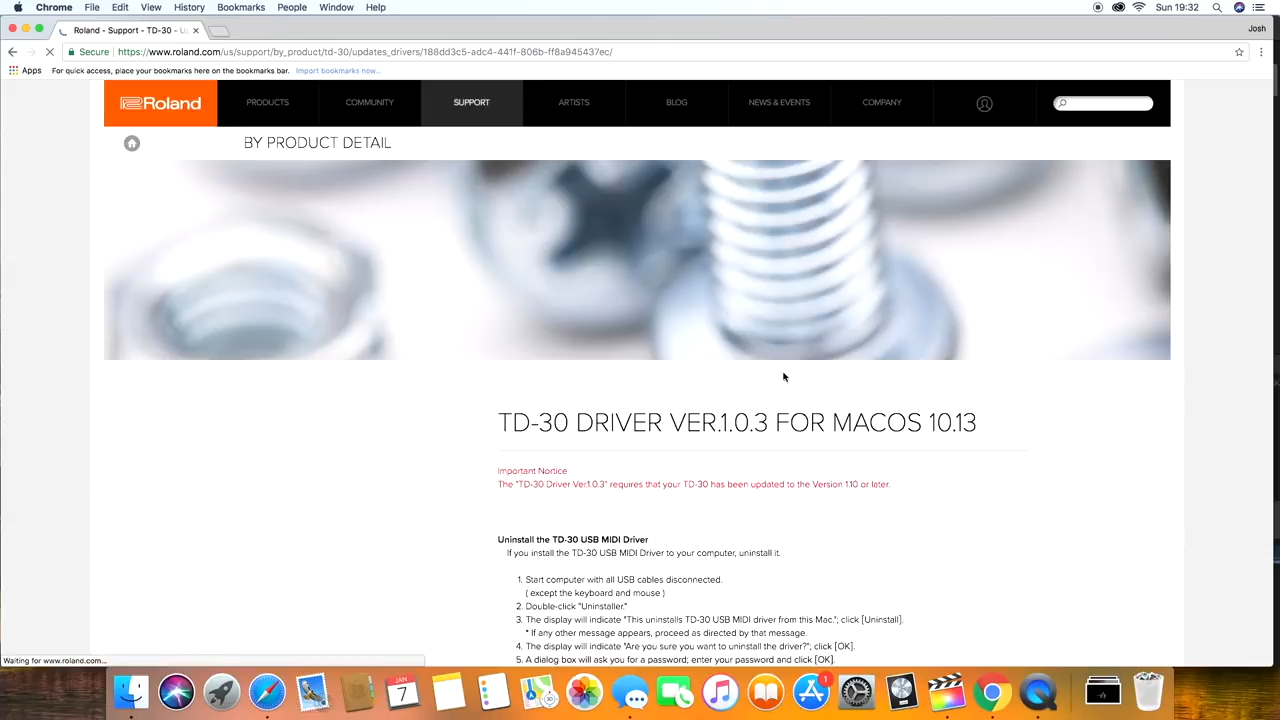 Chrome File Edit View History Bookmarks People Window Help Sun 19:32
Roland - Support - TD-30 - U Josh
Secure https://www.roland.com/us/support/by_product/td-30/updates_drivers/188dd3c5-adc4-441f-806b-ff8a945437ec/
Apps For quick access, place your bookmarks here on the bookmarks bar. Import bookmarks now...
Roland PRODUCTS COMMUNITY SUPPORT ARTISTS BLOG NEWS & EVENTS COMPANY
BY PRODUCT DETAIL
TD-30 DRIVER VER.1.0.3 FOR MACOS 10.13
Important Nortice
The "TD-30 Driver Ver.1.0.3" requires that your TD-30 has been updated to the Version 1.10 or later.
Uninstall the TD-30 USB MIDI Driver
If you install the TD-30 USB MIDI Driver to your computer, uninstall it.
1. Start computer with all USB cables disconnected.
( except the keyboard and mouse )
2. Double-click "Uninstaller."
3. The display will indicate "This uninstalls TD-30 USB MIDI driver from this Mac."; click [Uninstall].
* If any other message appears, proceed as directed by that message.
4. The display will indicate "Are you sure you want to uninstall the driver?"; click [OK].
5. A dialog box will ask you for a password; enter your password and click [OK].
Waiting for www.roland.com...
JAN
7
1